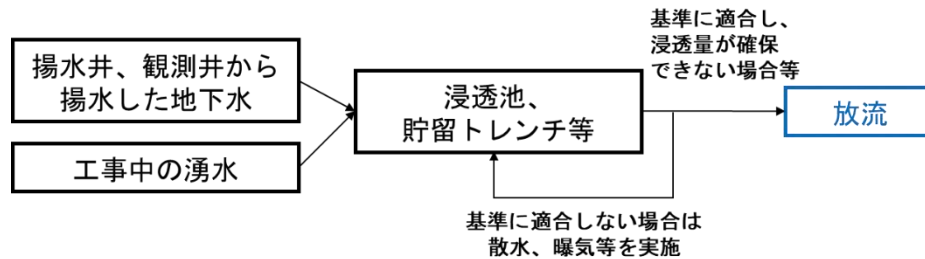 揚水井、観測井から
揚水した地下水
工事中の湧水
浸透池、
貯留トレンチ等
基準に適合し、
浸透量が確保
できない場合等
放流
基準に適合しない場合は
散水、曝気等を実施